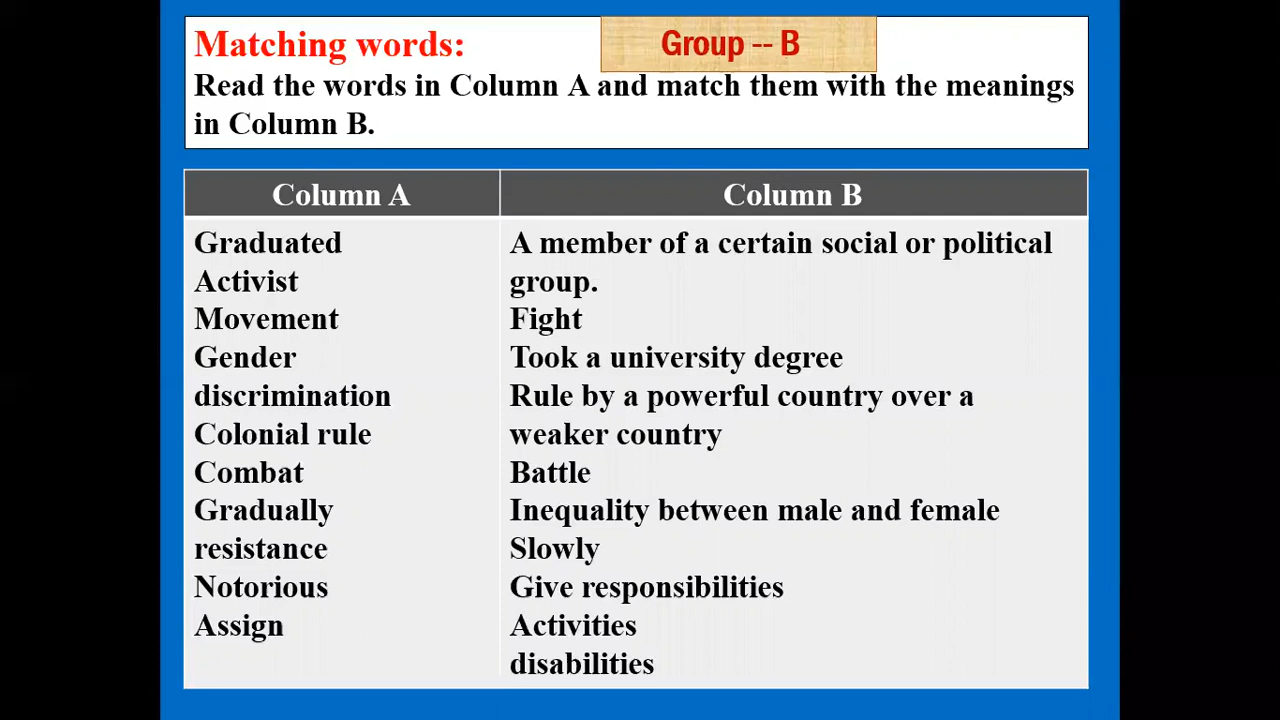 Matching words:
Group -- B
Read the words in Column A and match them with the meanings
in Column B.
Column A
Graduated
Activist
Movement
Gender
discrimination
Colonial rule
Combat
Gradually
resistance
Notorious
Assign
Column B
A member of a certain social or political
group.
Fight
Took a university degree
Rule by a powerful country over a
weaker country
Battle
Inequality between male and female
Slowly
Give responsibilities
Activities
disabilities